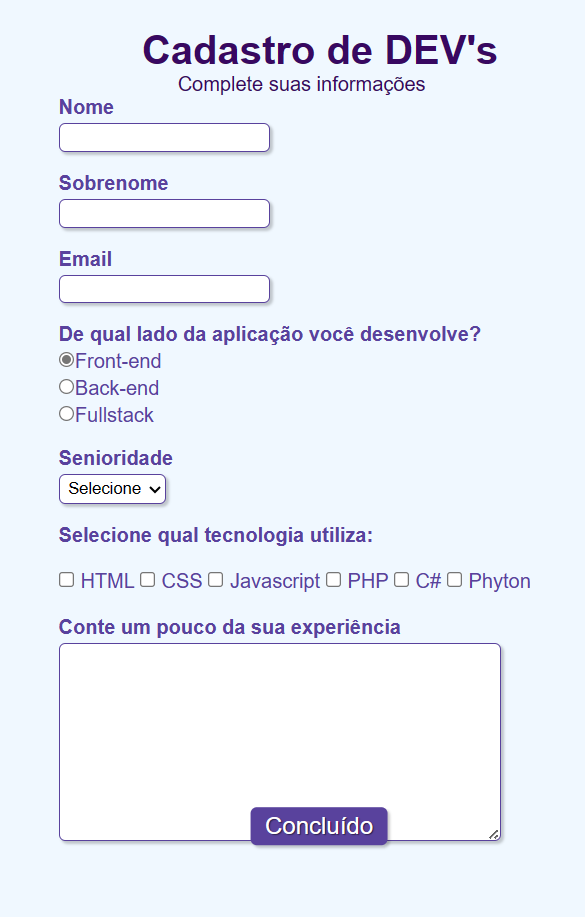 Cadastro de DEV's
Complete suas informações
Nome
Sobrenome
Email
De qual lado da aplicação você desenvolve?
Front-end
Back-end
Fullstack
Senioridade
Selecione
Selecione qual tecnologia utiliza:
HTML CSS Javascript PHP C# Phyton
Conte um pouco da sua experiência
Concluído